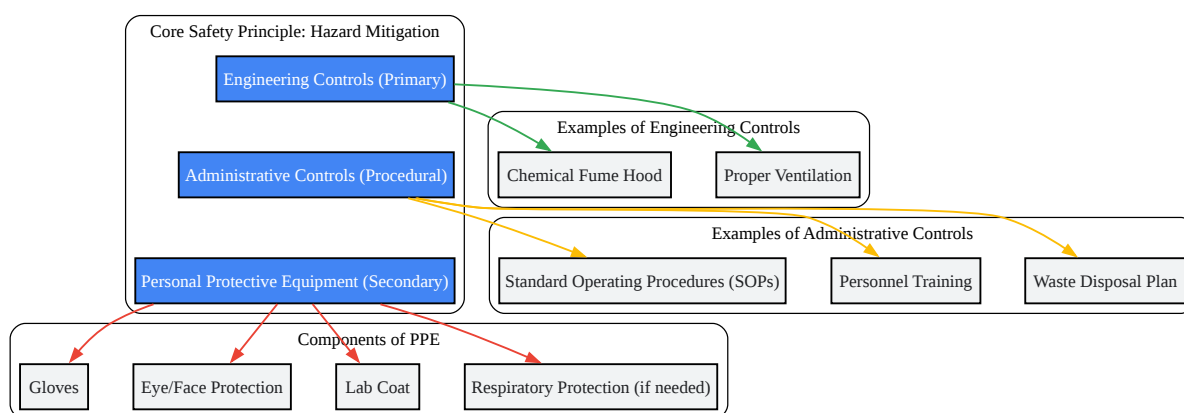 Core Safety Principle: Hazard Mitigation
Engineering Controls (Primary)
Examples of Engineering Controls
Chemical Fume Hood
Proper Ventilation
Administrative Controls (Procedural)
Examples of Administrative Controls
Standard Operating Procedures (SOPs)
Personnel Training
Waste Disposal Plan
Personal Protective Equipment (Secondary)
Components of PPE
Gloves
Eye/Face Protection
Lab Coat
Respiratory Protection (if needed)